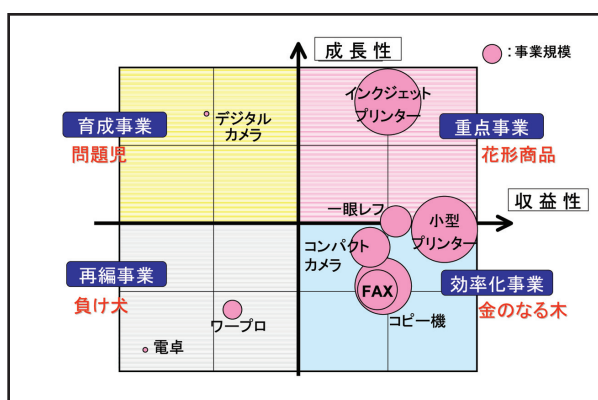 成長性
：事業規模
インクジェット
プリンター
デジタル
カメラ
育成事業
問題児
重点事業
花形商品
収益性
一眼レフ
小型
プリンター
コンパクト
カメラ
再編事業
負け犬
効率化事業
金のなる木
FAX
コピー機
ワープロ
電卓